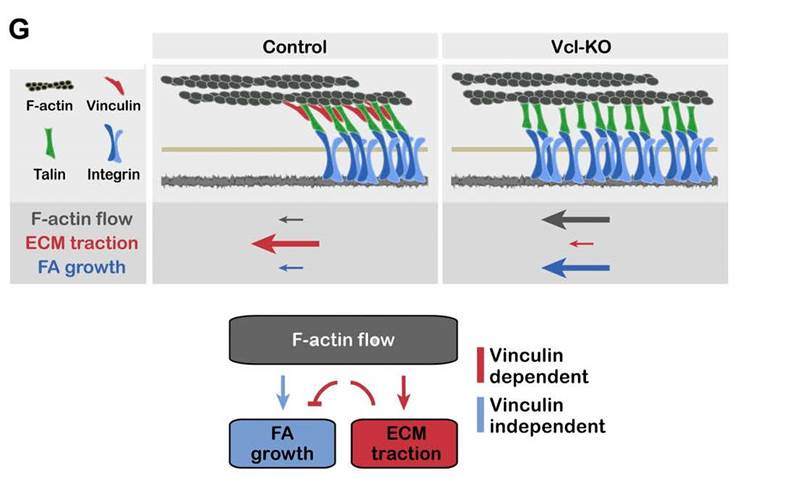 G
Control
Vcl-KO
F-actin
Vinculin
Talin
Integrin
F-actin flow
ECM traction
FA growth
F-actin flow
FA
growth
ECM
traction
Vinculin
dependent
Vinculin
independent